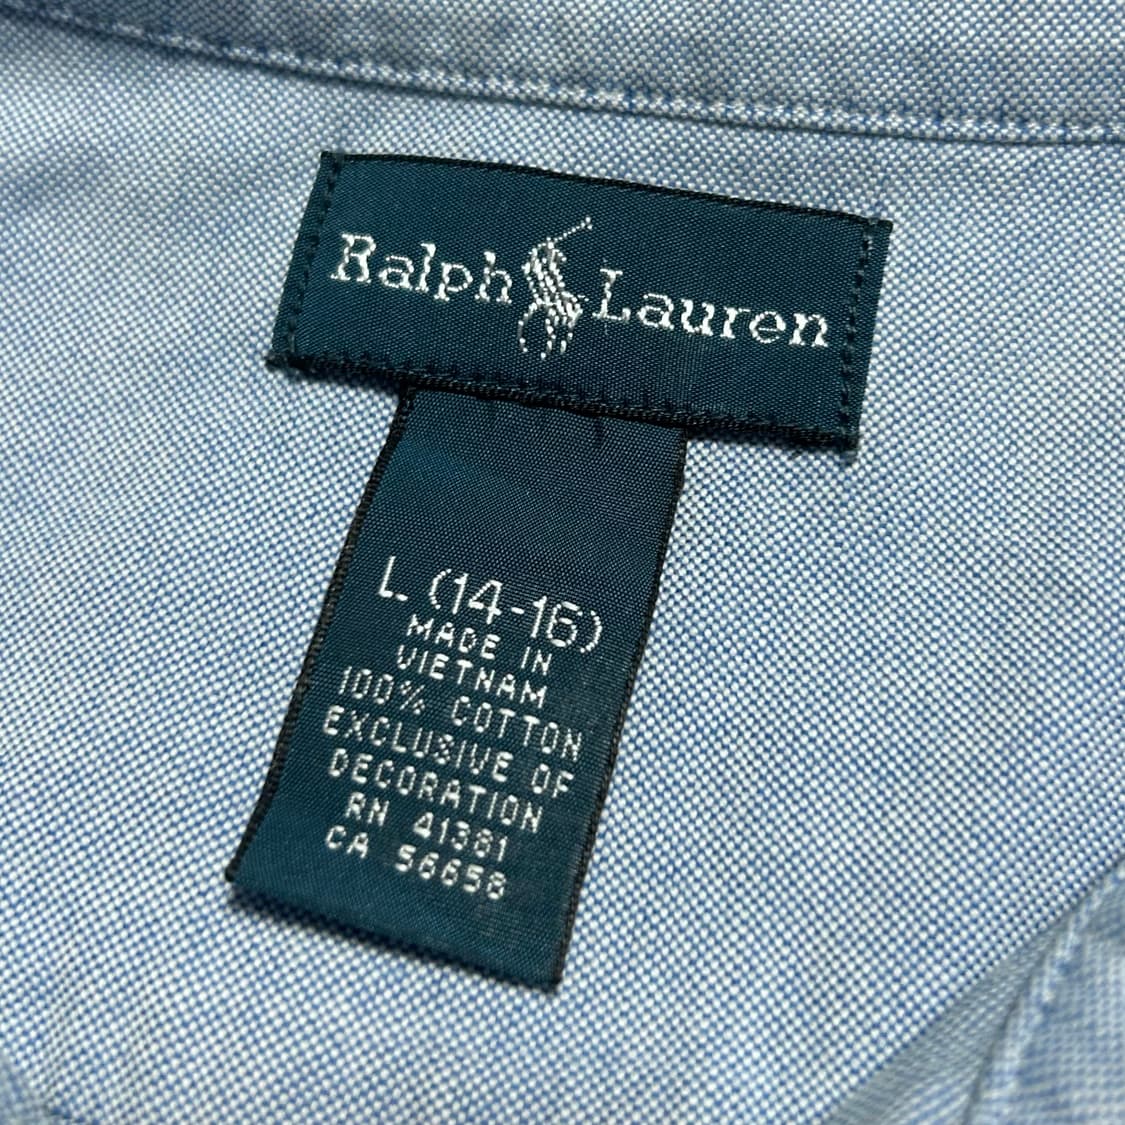 Ralph Lauren
L (14-16)
MADE IN
VIETNAM
100% COTTON
EXCLUSIVE OF
DECORATION
RN 41381
CA 56658